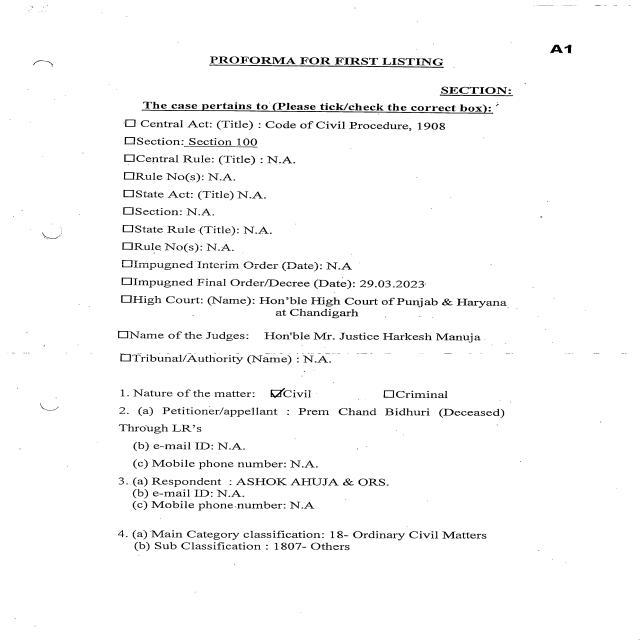 A1
PROFORMA FOR FIRST LISTING
SECTION:
The case pertains to (Please tick/check the correct box):
☐ Central Act: (Title) : Code of Civil Procedure, 1908
☐Section: Section 100
☐Central Rule: (Title) : N.A.
☐Rule No(s): N.A.
☐State Act: (Title) N.A.
☐Section: N.A.
☐State Rule (Title): N.A.
☐Rule No(s): N.A.
☐Impugned Interim Order (Date): N.A
☐Impugned Final Order/Decree (Date): 29.03.2023
☐High Court: (Name): Hon'ble High Court of Punjab & Haryana
at Chandigarh
☐Name of the Judges: Hon'ble Mr. Justice Harkesh Manuja
☐Tribunal/Authority (Name) : N.A.
1. Nature of the matter: ☑Civil ☐Criminal
2. (a) Petitioner/appellant : Prem Chand Bidhuri (Deceased)
Through LR's
(b) e-mail ID: N.A.
(c) Mobile phone number: N.A.
3. (a) Respondent : ASHOK AHUJA & ORS.
(b) e-mail ID: N.A.
(c) Mobile phone number: N.A
4. (a) Main Category classification: 18- Ordinary Civil Matters
(b) Sub Classification : 1807- Others